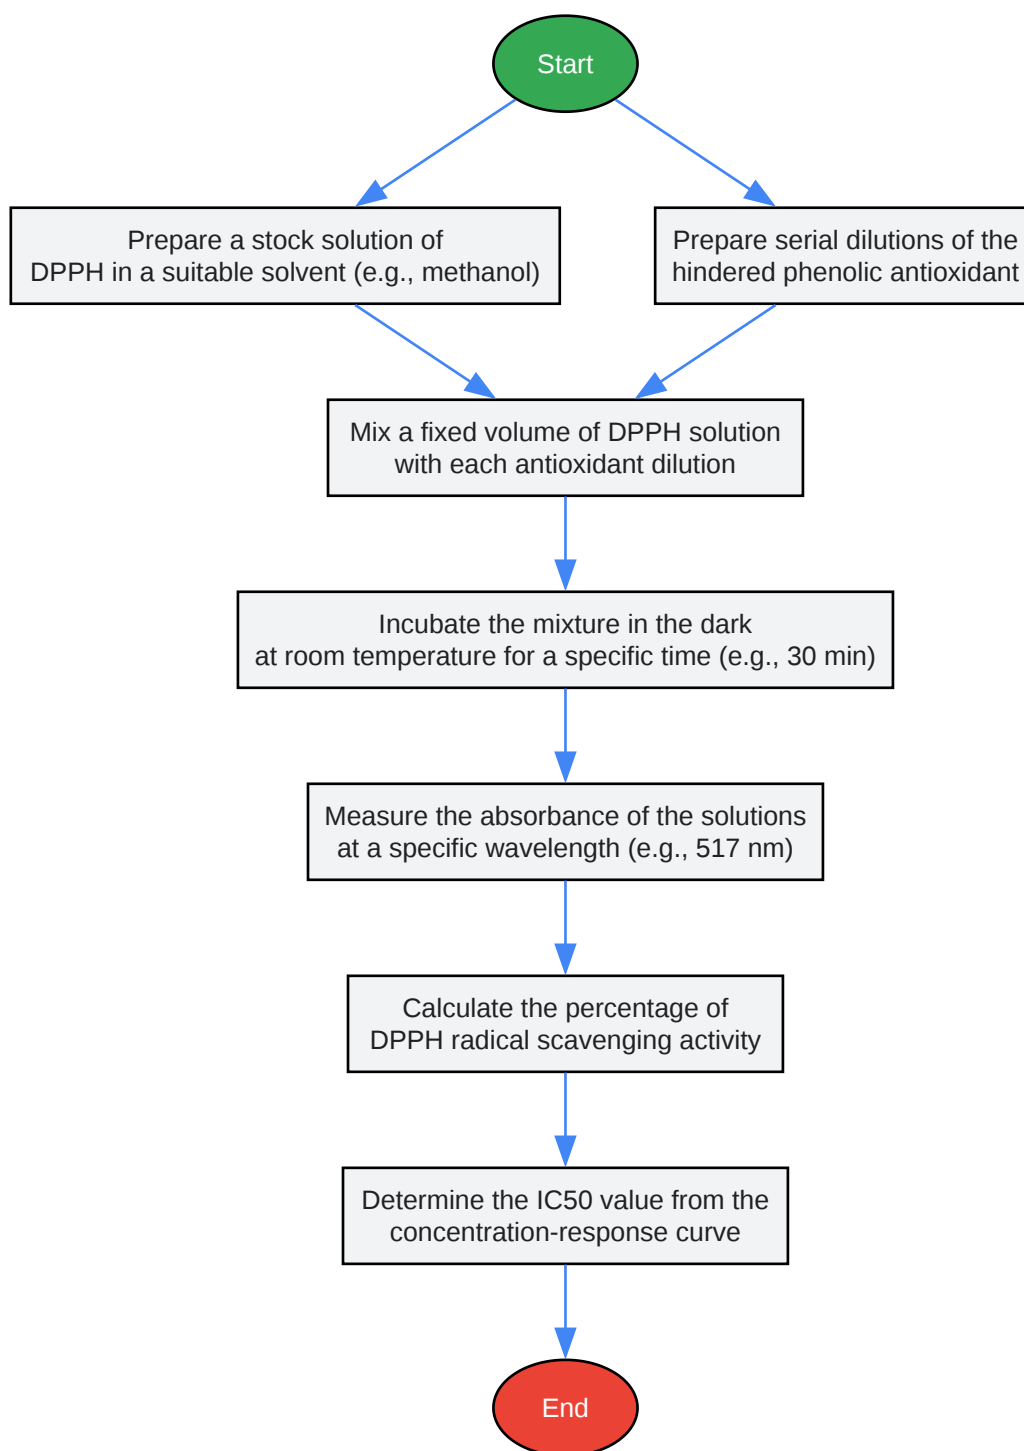 Start
Prepare a stock solution of
DPPH in a suitable solvent (e.g., methanol)
Prepare serial dilutions of the
hindered phenolic antioxidant
Mix a fixed volume of DPPH solution
with each antioxidant dilution
Incubate the mixture in the dark
at room temperature for a specific time (e.g., 30 min)
Measure the absorbance of the solutions
at a specific wavelength (e.g., 517 nm)
Calculate the percentage of
DPPH radical scavenging activity
Determine the IC50 value from the
concentration-response curve
End